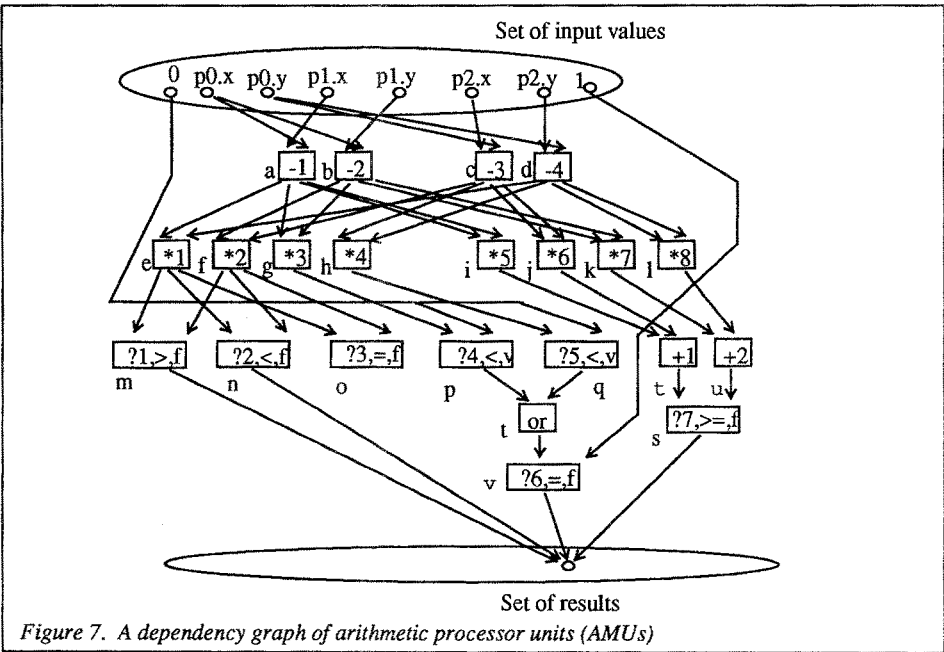 Set of input values
0 p0.x p0.y p1.x p1.y p2.x p2.y 1
a -1 b -2 c -3 d -4
e *1 f *2 g *3 h *4 i *5 j *6 k *7 l *8
?1,>,f ?2,<,f ?3,=,f ?4,<,v ?5,<,v +1 +2
m n o p q t u
t or s ?7,>=,f
v ?6,=,f
Set of results
Figure 7. A dependency graph of arithmetic processor units (AMUs)